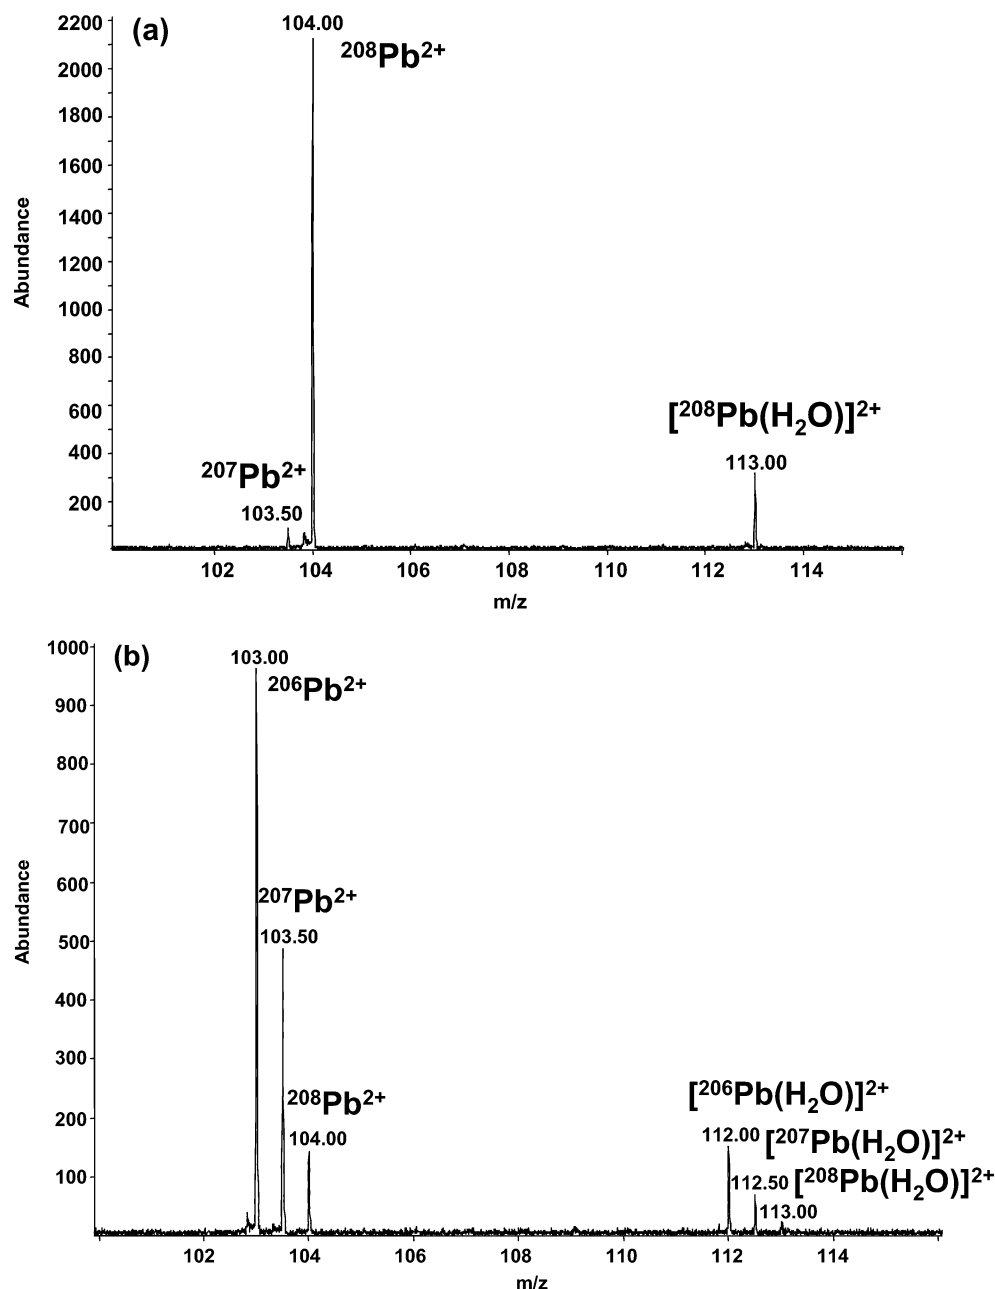 (a)
104.00
²⁰⁸Pb²⁺
2200
2000
1800
1600
1400
1200
1000
800
600
400
200
Abundance
²⁰⁷Pb²⁺
103.50
[²⁰⁸Pb(H₂O)]²⁺
113.00
102 104 106 108 110 112 114
m/z
(b)
103.00
²⁰⁶Pb²⁺
1000
900
800
700
600
500
400
300
200
100
Abundance
²⁰⁷Pb²⁺
103.50
²⁰⁸Pb²⁺
104.00
[²⁰⁶Pb(H₂O)]²⁺
112.00 [²⁰⁷Pb(H₂O)]²⁺
112.50 [²⁰⁸Pb(H₂O)]²⁺
113.00
102 104 106 108 110 112 114
m/z